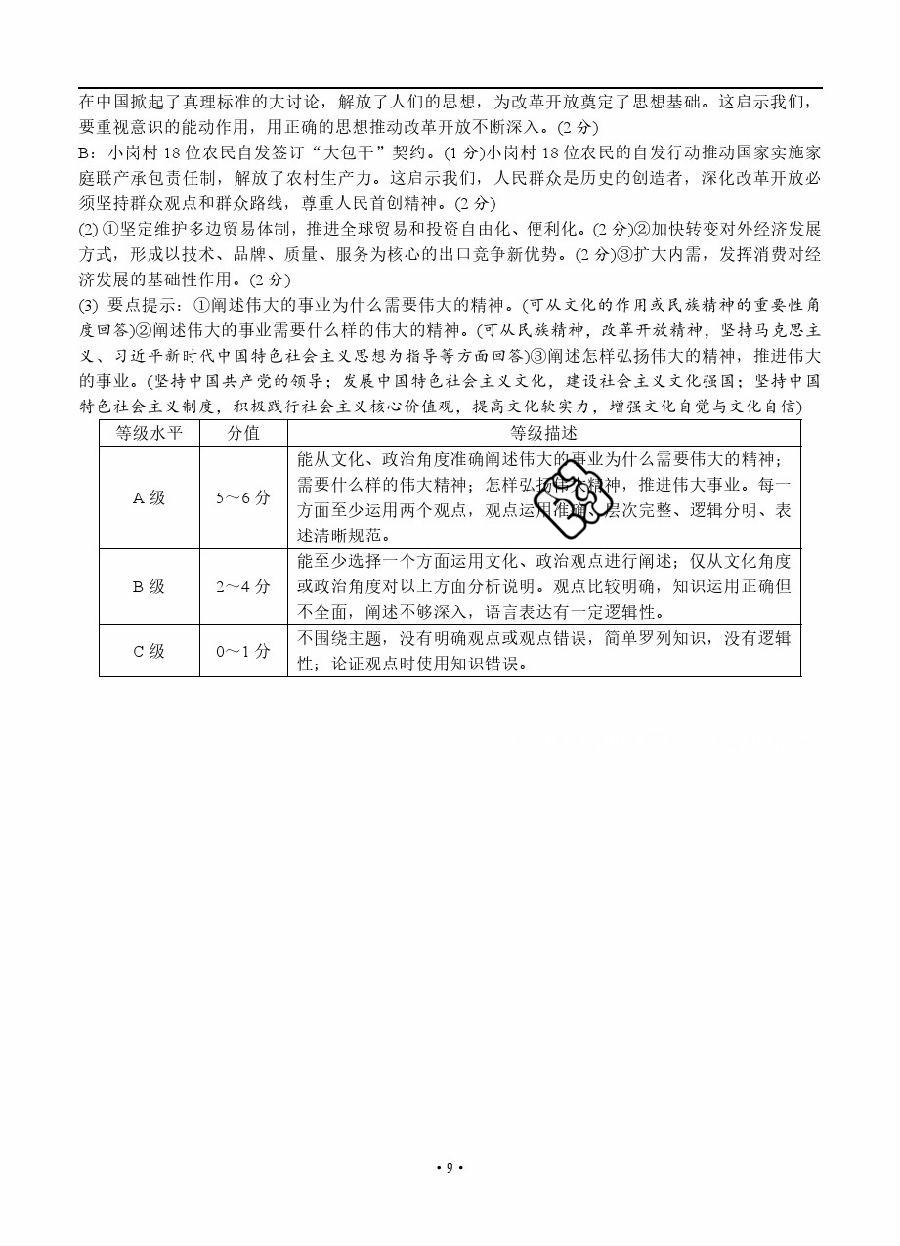 在中国掀起了真理标准的大讨论，解放了人们的思想，为改革开放奠定了思想基础。这启示我们，
要重视意识的能动作用，用正确的思想推动改革开放不断深入。(2 分)
B：小岗村 18 位农民自发签订“大包干”契约。(1 分)小岗村 18 位农民的自发行动推动国家实施家
庭联产承包责任制，解放了农村生产力。这启示我们，人民群众是历史的创造者，深化改革开放必
须坚持群众观点和群众路线，尊重人民首创精神。(2 分)
(2) ①坚定维护多边贸易体制，推进全球贸易和投资自由化、便利化。(2 分)②加快转变对外经济发展
方式，形成以技术、品牌、质量、服务为核心的出口竞争新优势。(2 分)③扩大内需，发挥消费对经
济发展的基础性作用。(2 分)
(3) 要点提示：①阐述伟大的事业为什么需要伟大的精神。(可从文化的作用或民族精神的重要性角
度回答)②阐述伟大的事业需要什么样的伟大的精神。(可从民族精神，改革开放精神，坚持马克思主
义、习近平新时代中国特色社会主义思想为指导等方面回答)③阐述怎样弘扬伟大的精神，推进伟大
的事业。(坚持中国共产党的领导；发展中国特色社会主义文化，建设社会主义文化强国；坚持中国
特色社会主义制度，积极践行社会主义核心价值观，提高文化软实力，增强文化自觉与文化自信)
等级水平 分值 等级描述
A 级 5～6 分 能从文化、政治角度准确阐述伟大的事业为什么需要伟大的精神；
需要什么样的伟大精神；怎样弘扬伟大精神，推进伟大事业。每一
方面至少运用两个观点，观点运用准确、层次完整、逻辑分明、表
述清晰规范。
B 级 2～4 分 能至少选择一个方面运用文化、政治观点进行阐述；仅从文化角度
或政治角度对以上方面分析说明。观点比较明确，知识运用正确但
不全面，阐述不够深入，语言表达有一定逻辑性。
C 级 0～1 分 不围绕主题，没有明确观点或观点错误，简单罗列知识，没有逻辑
性；论证观点时使用知识错误。
· 9 ·